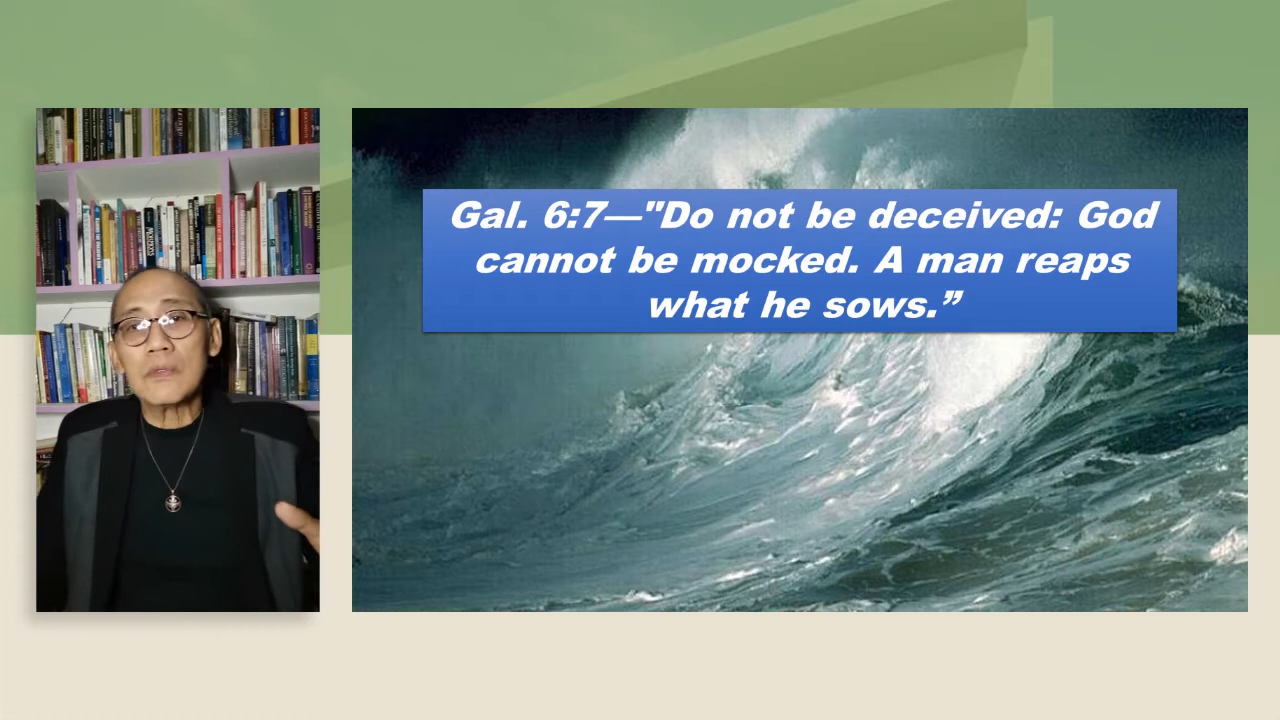 Gal. 6:7—"Do not be deceived: God
cannot be mocked. A man reaps
what he sows.”